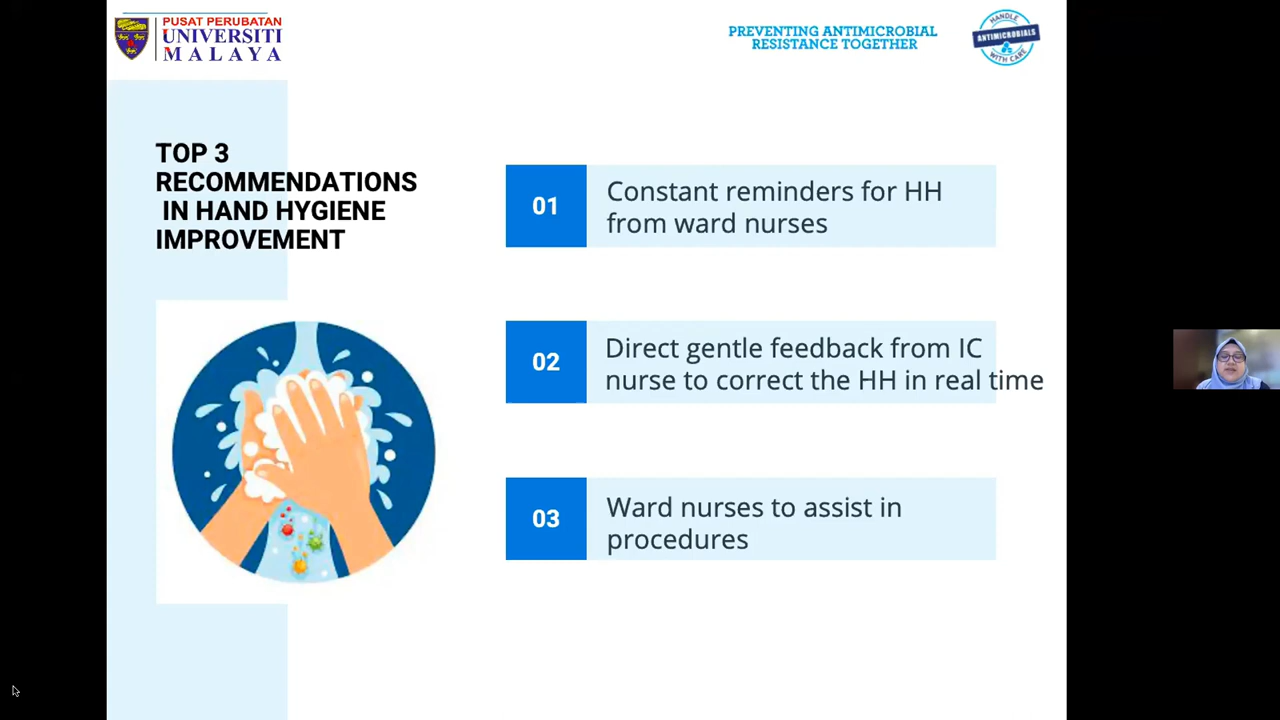 PUSAT PERUBATAN
UNIVERSITI
MALAYA
PREVENTING ANTIMICROBIAL
RESISTANCE TOGETHER
HANDLE
ANTIMICROBIALS
WITH CARE
TOP 3
RECOMMENDATIONS
IN HAND HYGIENE
IMPROVEMENT
01
Constant reminders for HH
from ward nurses
02
Direct gentle feedback from IC
nurse to correct the HH in real time
03
Ward nurses to assist in
procedures